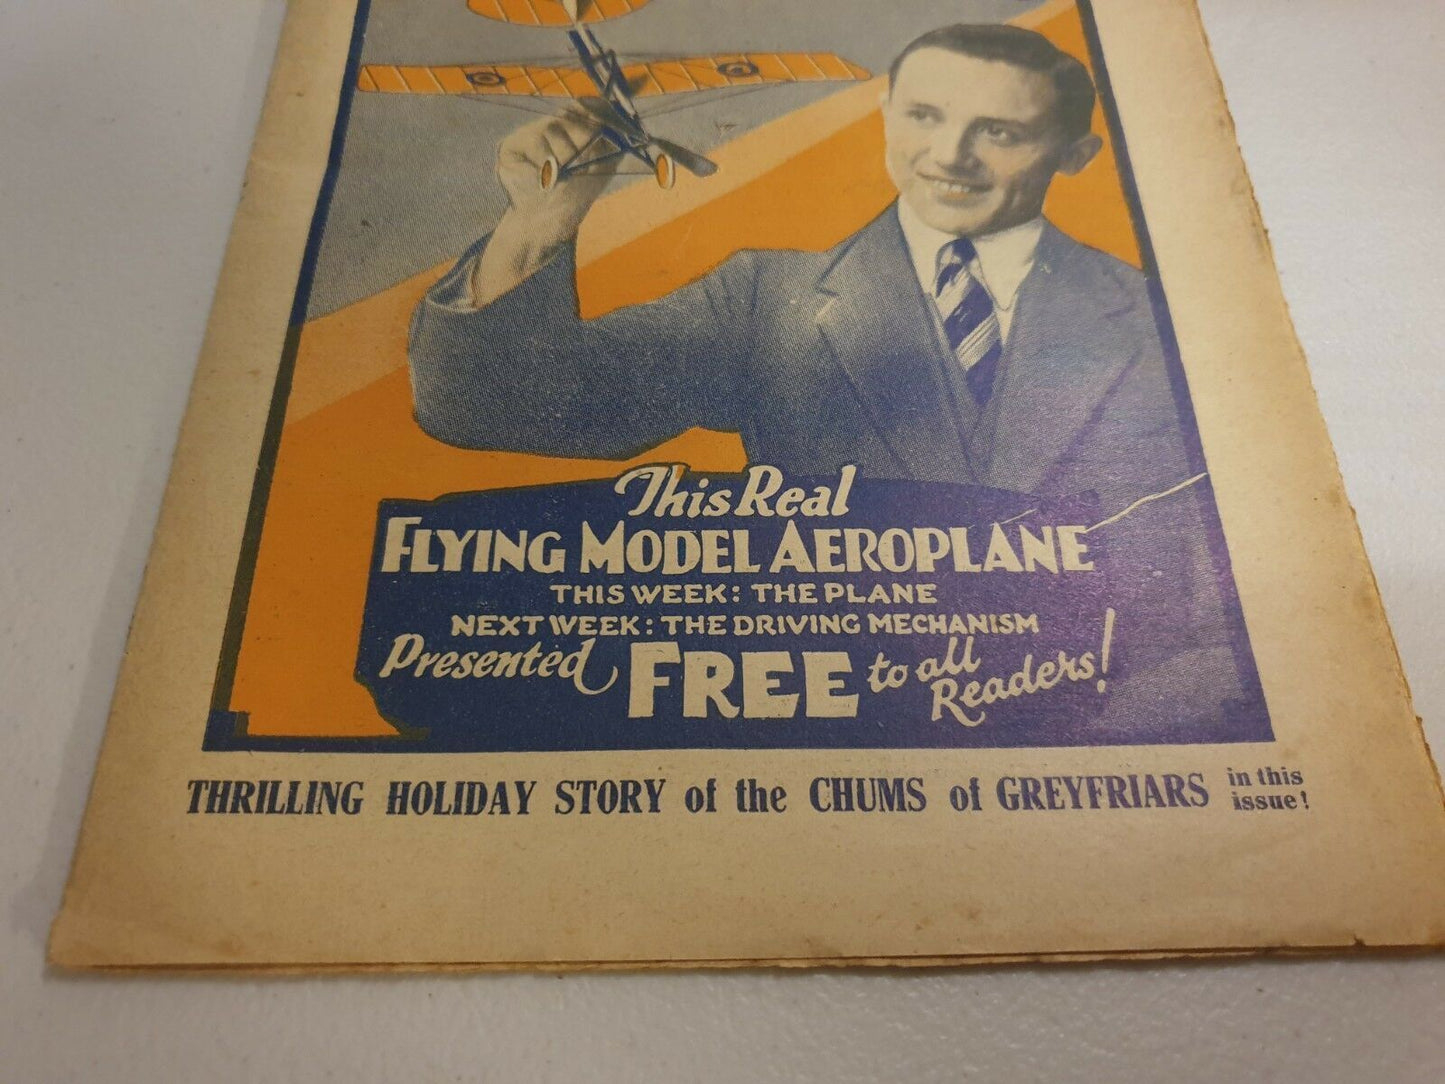 This Real
FLYING MODEL AEROPLANE
THIS WEEK: THE PLANE
NEXT WEEK: THE DRIVING MECHANISM
Presented FREE to all Readers!
THRILLING HOLIDAY STORY of the CHUMS of GREYFRIARS in this issue!